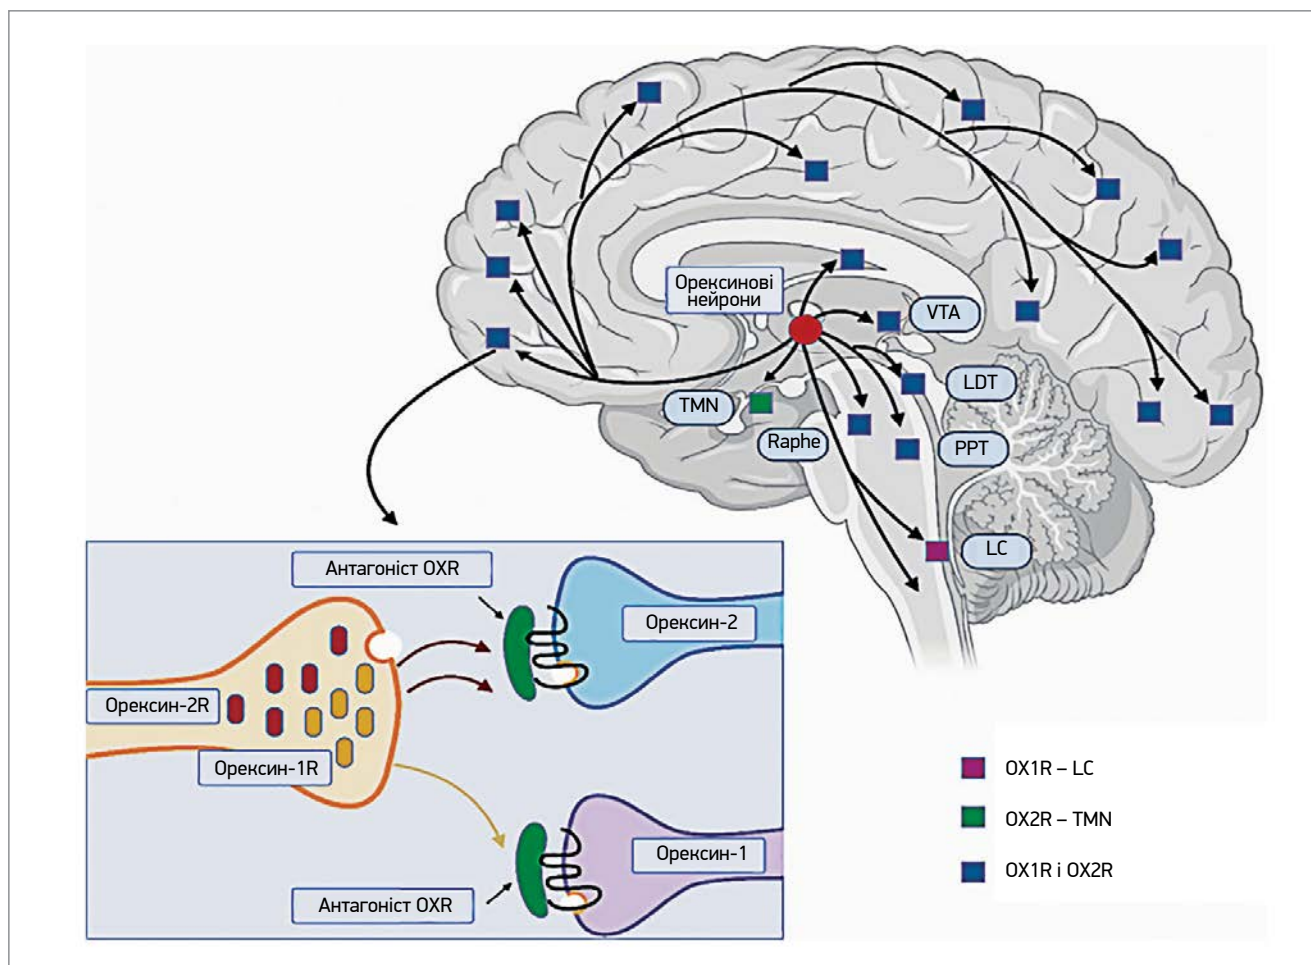 Орексинові
нейрони
VTA
LDT
TMN
Raphe
PPT
LC
Антагоніст OXR
Орексин-2
Орексин-2R
Орексин-1R
Орексин-1
Антагоніст OXR
OX1R – LC
OX2R – TMN
OX1R і OX2R